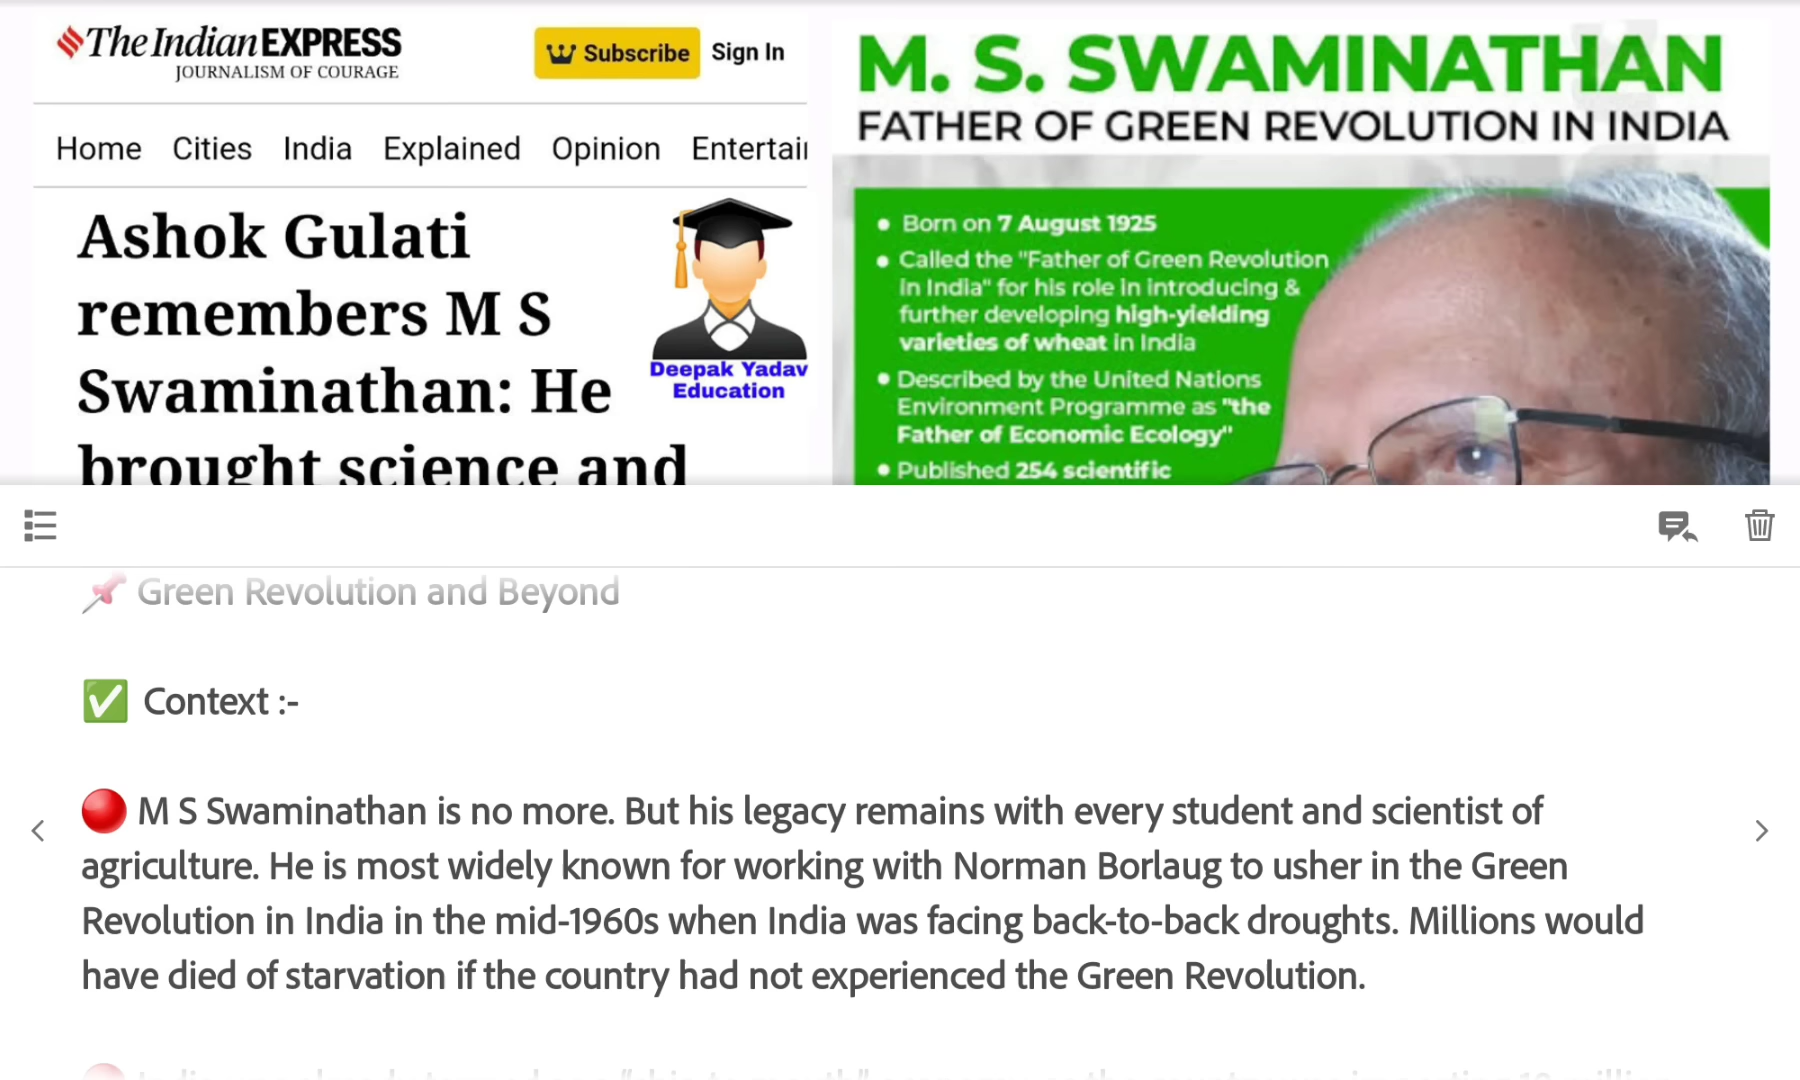 The Indian EXPRESS
JOURNALISM OF COURAGE
Subscribe
Sign In
Home Cities India Explained Opinion Entertai
Ashok Gulati
remembers M S
Swaminathan: He
brought science and
Deepak Yadav
Education
M. S. SWAMINATHAN
FATHER OF GREEN REVOLUTION IN INDIA
• Born on 7 August 1925
• Called the "Father of Green Revolution
in India" for his role in introducing &
further developing high-yielding
varieties of wheat in India
• Described by the United Nations
Environment Programme as "the
Father of Economic Ecology"
• Published 254 scientific
📌 Green Revolution and Beyond
✅ Context :-
🔴 M S Swaminathan is no more. But his legacy remains with every student and scientist of
agriculture. He is most widely known for working with Norman Borlaug to usher in the Green
Revolution in India in the mid-1960s when India was facing back-to-back droughts. Millions would
have died of starvation if the country had not experienced the Green Revolution.